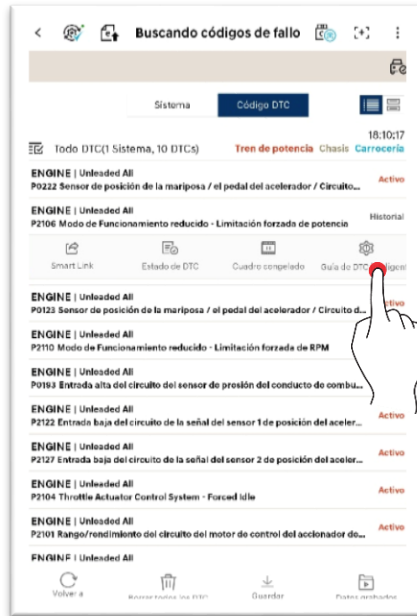 Buscando códigos de fallo
Sistema
Código DTC
18:10:17
Todo DTC(1 Sistema, 10 DTCs)
Tren de potencia Chasis Carrocería
ENGINE | Unleaded All
P0222 Sensor de posición de la mariposa / el pedal del acelerador / Circuito...
Activo
ENGINE | Unleaded All
P2106 Modo de Funcionamiento reducido - Limitación forzada de potencia
Historial
Smart Link
Estado de DTC
Cuadro congelado
Guía de DTC
ENGINE | Unleaded All
P0123 Sensor de posición de la mariposa / el pedal del acelerador / Circuito d...
ENGINE | Unleaded All
P2110 Modo de Funcionamiento reducido - Limitación forzada de RPM
ENGINE | Unleaded All
P0193 Entrada alta del circuito del sensor de presión del conducto de combu...
ENGINE | Unleaded All
P2122 Entrada baja del circuito de la señal del sensor 1 de posición del aceler...
Activo
ENGINE | Unleaded All
P2127 Entrada baja del circuito de la señal del sensor 2 de posición del aceler...
Activo
ENGINE | Unleaded All
P2104 Throttle Actuator Control System - Forced Idle
Activo
ENGINE | Unleaded All
P2101 Rango/rendimiento del circuito del motor de control del accionador de...
Activo
ENGINE | Unleaded All
Volver a
Borrar todos los DTC
Guardar
Datos grabados